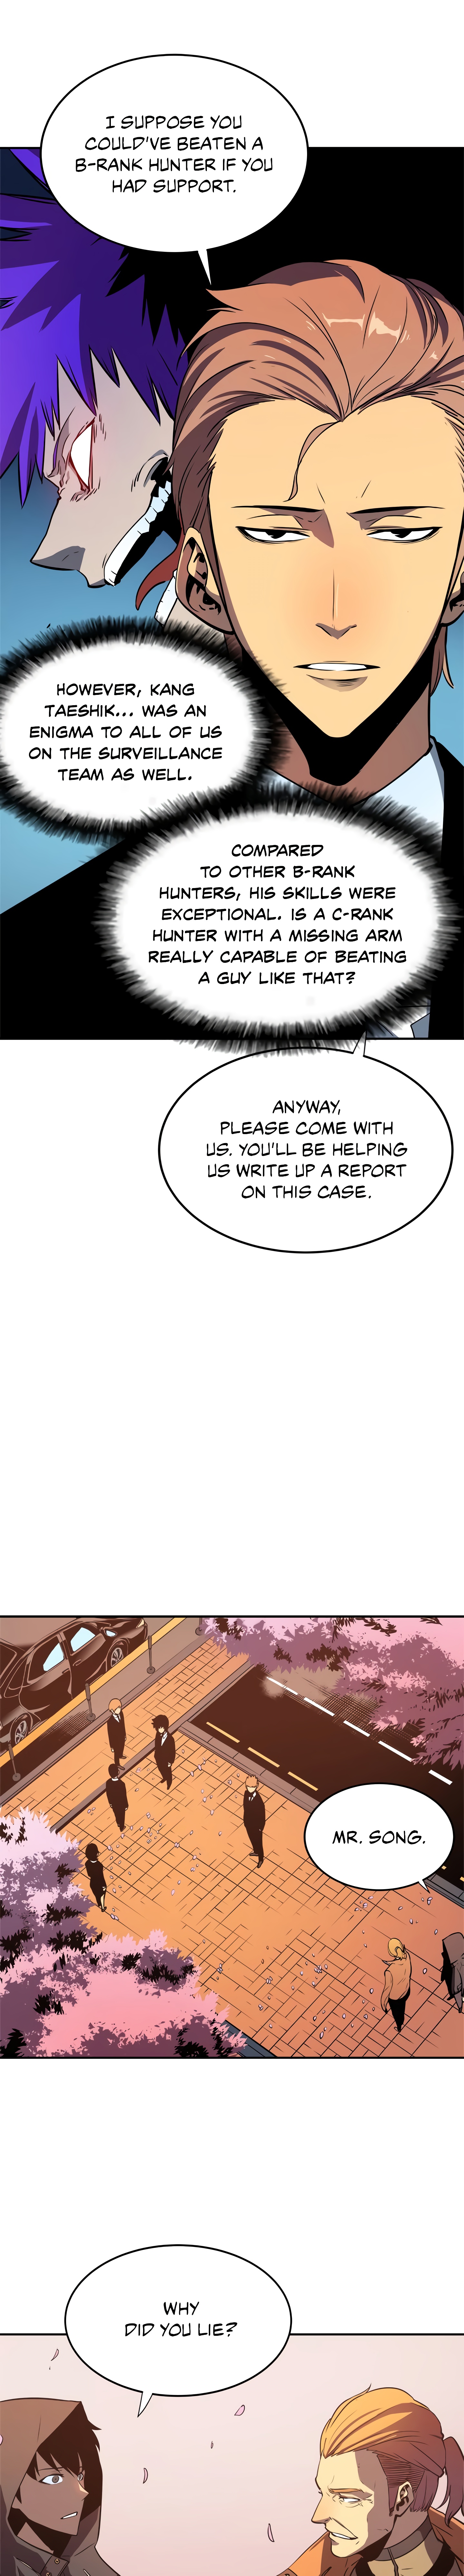 I SUPPOSE YOU
COULD'VE BEATEN A
B-RANK HUNTER IF YOU
HAD SUPPORT.
HOWEVER, KANG
TAESHIK... WAS AN
ENIGMA TO ALL OF US
ON THE SURVEILLANCE
TEAM AS WELL.
COMPARED
TO OTHER B-RANK
HUNTERS, HIS SKILLS WERE
EXCEPTIONAL. IS A C-RANK
HUNTER WITH A MISSING ARM
REALLY CAPABLE OF BEATING
A GUY LIKE THAT?
ANYWAY,
PLEASE COME WITH
US. YOU'LL BE HELPING
US WRITE UP A REPORT
ON THIS CASE.
MR. SONG.
WHY
DID YOU LIE?